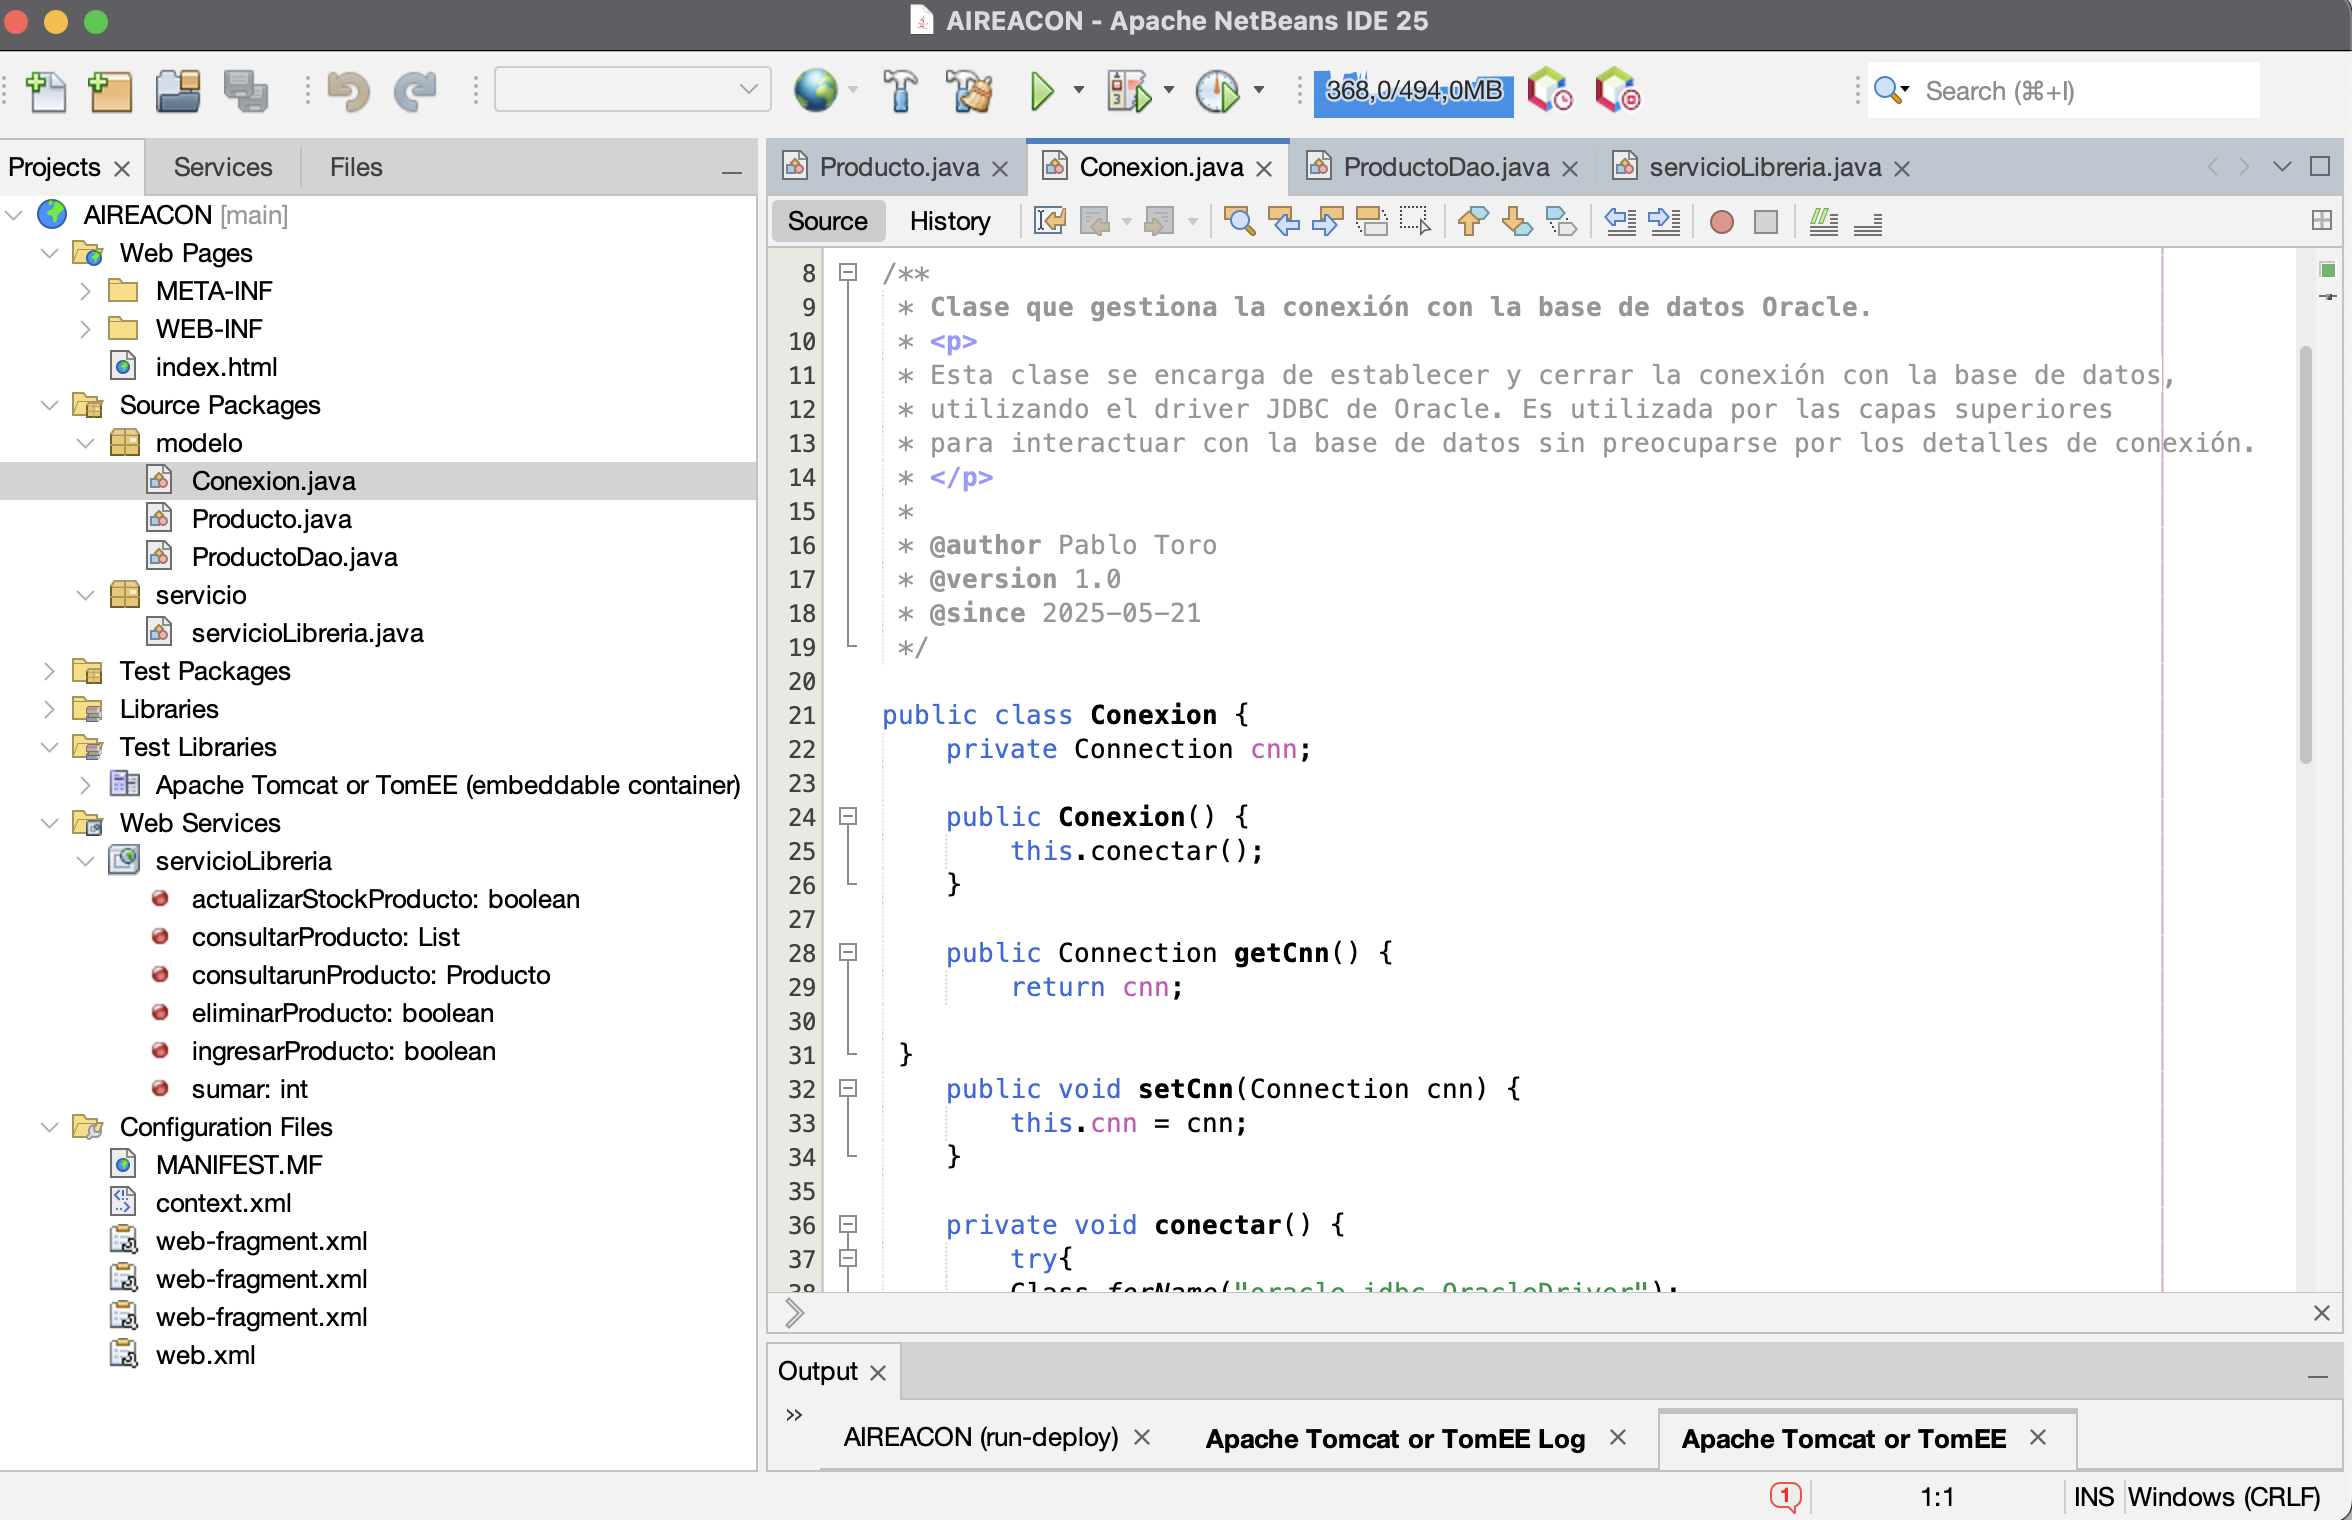 AIREACON - Apache NetBeans IDE 25
368,0/494,0MB
Search (⌘+I)
Projects
Services
Files
AIREACON [main]
Web Pages
META-INF
WEB-INF
index.html
Source Packages
modelo
Conexion.java
Producto.java
ProductoDao.java
servicio
servicioLibreria.java
Test Packages
Libraries
Test Libraries
Apache Tomcat or TomEE (embeddable container)
Web Services
servicioLibreria
actualizarStockProducto: boolean
consultarProducto: List
consultarunProducto: Producto
eliminarProducto: boolean
ingresarProducto: boolean
sumar: int
Configuration Files
MANIFEST.MF
context.xml
web-fragment.xml
web-fragment.xml
web-fragment.xml
web.xml
Producto.java
Conexion.java
ProductoDao.java
servicioLibreria.java
Source
History
8 /**
9 * Clase que gestiona la conexión con la base de datos Oracle.
10 * <p>
11 * Esta clase se encarga de establecer y cerrar la conexión con la base de datos,
12 * utilizando el driver JDBC de Oracle. Es utilizada por las capas superiores
13 * para interactuar con la base de datos sin preocuparse por los detalles de conexión.
14 * </p>
15 *
16 * @author Pablo Toro
17 * @version 1.0
18 * @since 2025-05-21
19 */
20
21 public class Conexion {
22 private Connection cnn;
23
24 public Conexion() {
25 this.conectar();
26 }
27
28 public Connection getCnn() {
29 return cnn;
30
31 }
32 public void setCnn(Connection cnn) {
33 this.cnn = cnn;
34 }
35
36 private void conectar() {
37 try{
38 Class.forName("oracle.jdbc.OracleDriver");
Output
»
AIREACON (run-deploy)
Apache Tomcat or TomEE Log
Apache Tomcat or TomEE
1
1:1
INS
Windows (CRLF)